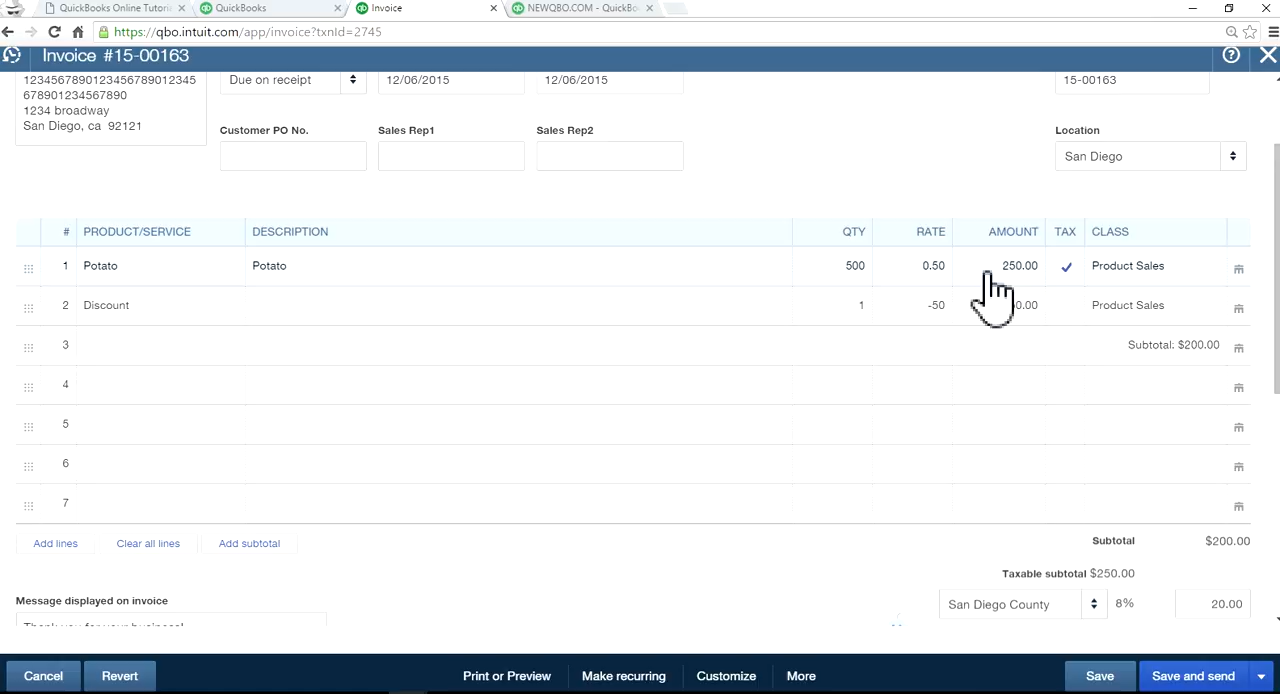 QuickBooks Online Tutori
QuickBooks
Invoice
NEWQBO.COM - QuickBo
https://qbo.intuit.com/app/invoice?txnId=2745
Invoice #15-00163
1234567890123456789012345
678901234567890
1234 broadway
San Diego, ca 92121
Due on receipt
12/06/2015
12/06/2015
15-00163
Customer PO No.
Sales Rep1
Sales Rep2
Location
San Diego
# PRODUCT/SERVICE DESCRIPTION QTY RATE AMOUNT TAX CLASS
1 Potato Potato 500 0.50 250.00 Product Sales
2 Discount 1 -50 Product Sales
3 Subtotal: $200.00
4
5
6
7
Add lines Clear all lines Add subtotal
Subtotal $200.00
Taxable subtotal $250.00
San Diego County 8% 20.00
Message displayed on invoice
Thank you for your business!
Cancel Revert Print or Preview Make recurring Customize More Save Save and send